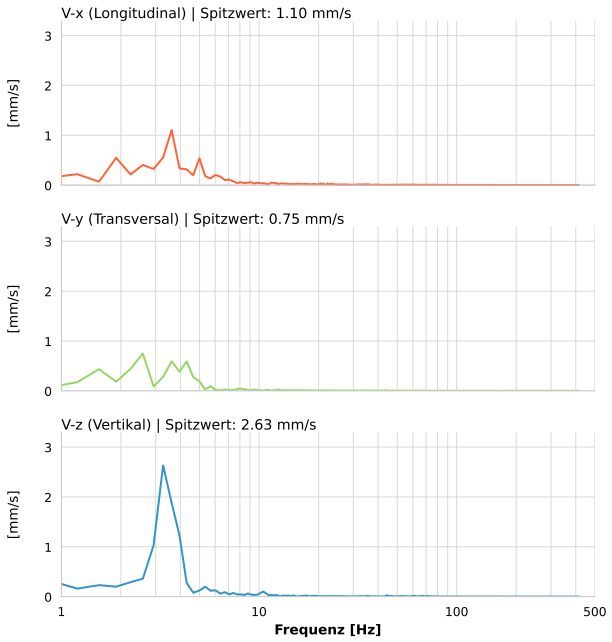 V-x (Longitudinal) | Spitzwert: 1.10 mm/s
3
2
1
0
[mm/s]
V-y (Transversal) | Spitzwert: 0.75 mm/s
3
2
1
0
[mm/s]
V-z (Vertikal) | Spitzwert: 2.63 mm/s
3
2
1
0
[mm/s]
1 10 100 500
Frequenz [Hz]